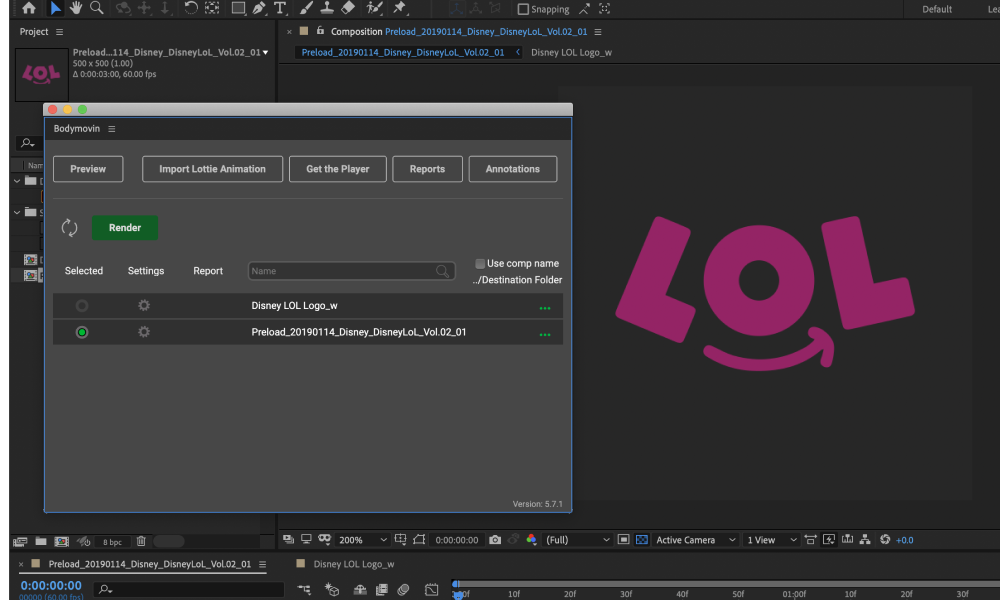 Snapping
Default
Lea
Project
Composition Preload_20190114_Disney_DisneyLoL_Vol.02_01
Preload...114_Disney_DisneyLoL_Vol.02_01
500 x 500 (1.00)
Δ 0:00:03:00, 60.00 fps
LOL
Preload_20190114_Disney_DisneyLoL_Vol.02_01
Disney LOL Logo_w
Bodymovin
Preview
Import Lottie Animation
Get the Player
Reports
Annotations
Render
Selected
Settings
Report
Name
Use comp name
../Destination Folder
Disney LOL Logo_w
...
Preload_20190114_Disney_DisneyLoL_Vol.02_01
...
Version: 5.7.1
Nam
LOL
8 bpc
200%
0:00:00:00
(Full)
Active Camera
1 View
+0.0
Preload_20190114_Disney_DisneyLoL_Vol.02_01
Disney LOL Logo_w
0:00:00:00
00000 (60.00 fps)
10f
20f
30f
40f
50f
01:00f
10f
20f
30f